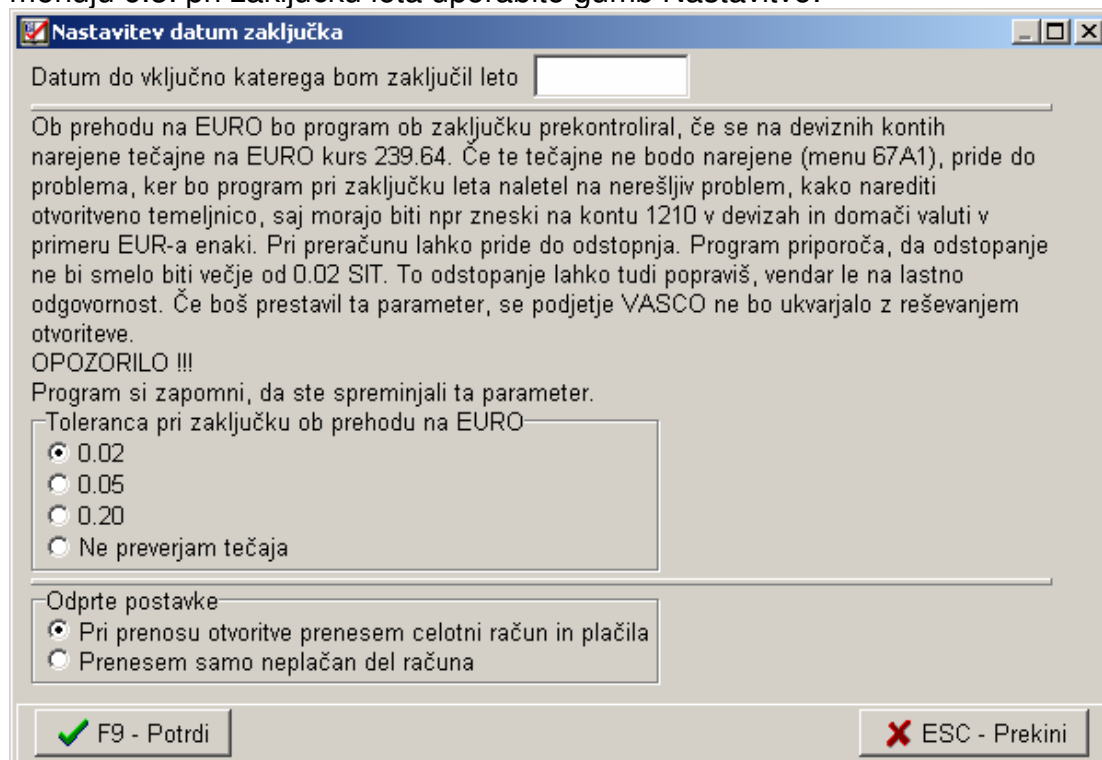 Nastavitev datum zaključka
Datum do vključno katerega bom zaključil leto
Ob prehodu na EURO bo program ob zaključku prekontroliral, če se na deviznih kontih
narejene tečajne na EURO kurs 239.64. Če te tečajne ne bodo narejene (menu 67A1), pride do
problema, ker bo program pri zaključku leta naletel na nerešljiv problem, kako narediti
otvoritveno temeljnico, saj morajo biti npr zneski na kontu 1210 v devizah in domači valuti v
primeru EUR-a enaki. Pri preračunu lahko pride do odstopnja. Program priporoča, da odstopanje
ne bi smelo biti večje od 0.02 SIT. To odstopanje lahko tudi popraviš, vendar le na lastno
odgovornost. Če boš prestavil ta parameter, se podjetje VASCO ne bo ukvarjalo z reševanjem
otvoriteve.
OPOZORILO !!!
Program si zapomni, da ste spreminjali ta parameter.
Toleranca pri zaključku ob prehodu na EURO
0.02
0.05
0.20
Ne preverjam tečaja
Odprte postavke
Pri prenosu otvoritve prenesem celotni račun in plačila
Prenesem samo neplačan del računa
F9 - Potrdi
ESC - Prekini